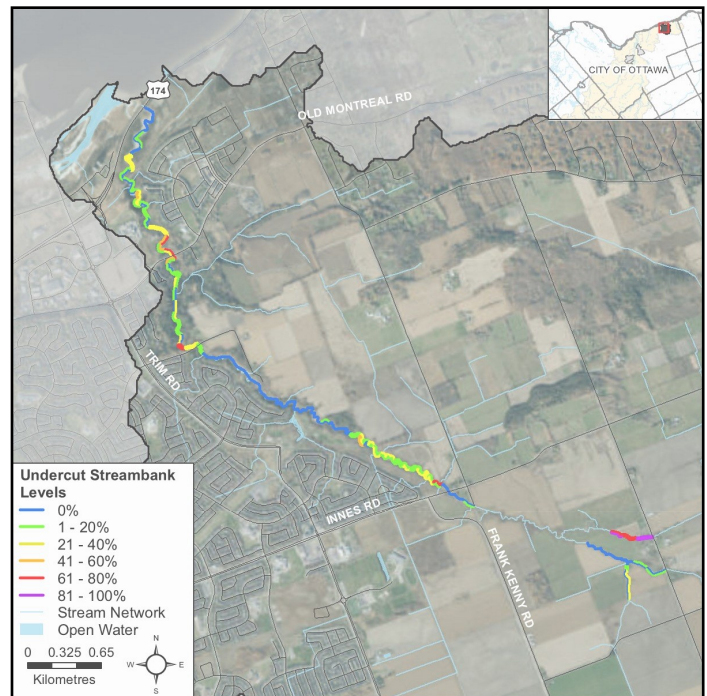 174
OLD MONTREAL RD
CITY OF OTTAWA
TRIM RD
INNES RD
FRANK KENNY RD
Undercut Streambank
Levels
0%
1 - 20%
21 - 40%
41 - 60%
61 - 80%
81 - 100%
Stream Network
Open Water
0 0.325 0.65
Kilometres
N
W E
S